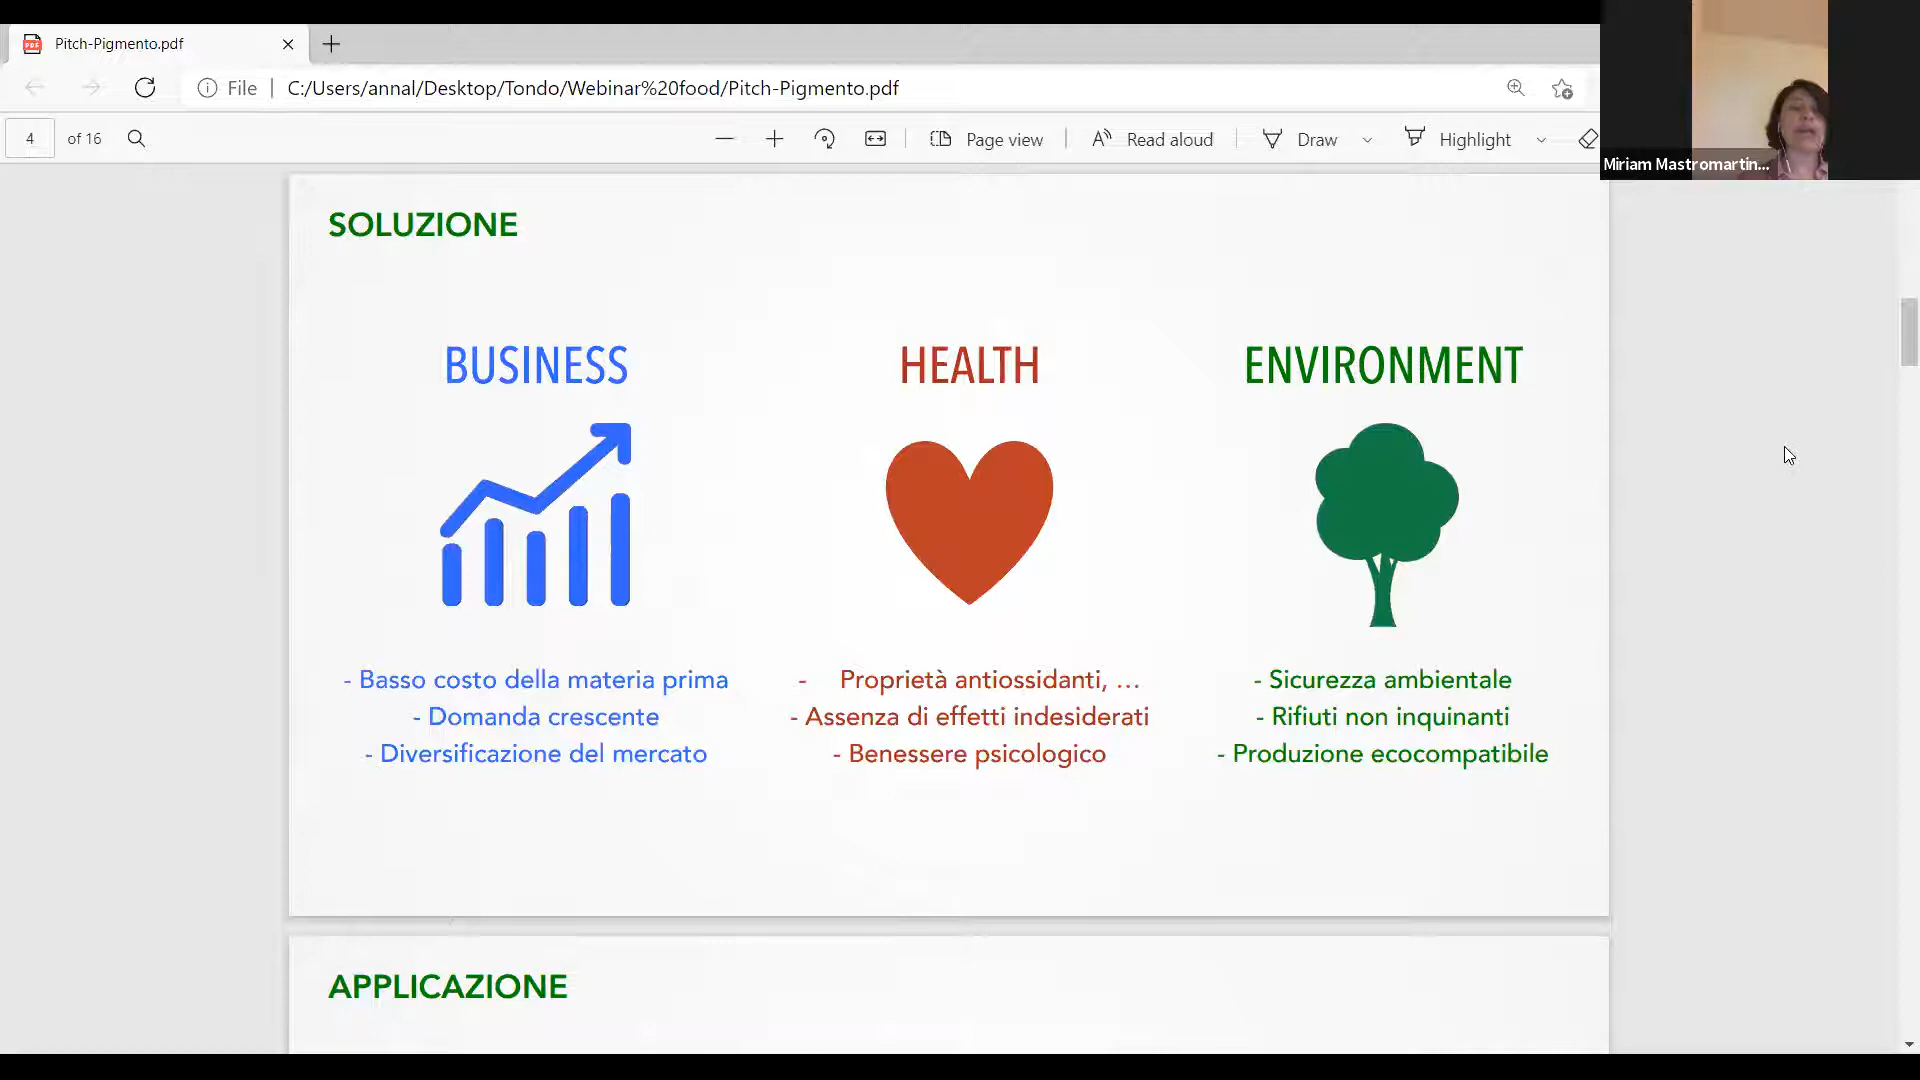 Pitch-Pigmento.pdf
File
C:/Users/annal/Desktop/Tondo/Webinar%20food/Pitch-Pigmento.pdf
4 of 16
Page view
Read aloud
Draw
Highlight
Miriam Mastromartin...
SOLUZIONE
BUSINESS
- Basso costo della materia prima
- Domanda crescente
- Diversificazione del mercato
HEALTH
- Proprietà antiossidanti, ...
- Assenza di effetti indesiderati
- Benessere psicologico
ENVIRONMENT
- Sicurezza ambientale
- Rifiuti non inquinanti
- Produzione ecocompatibile
APPLICAZIONE